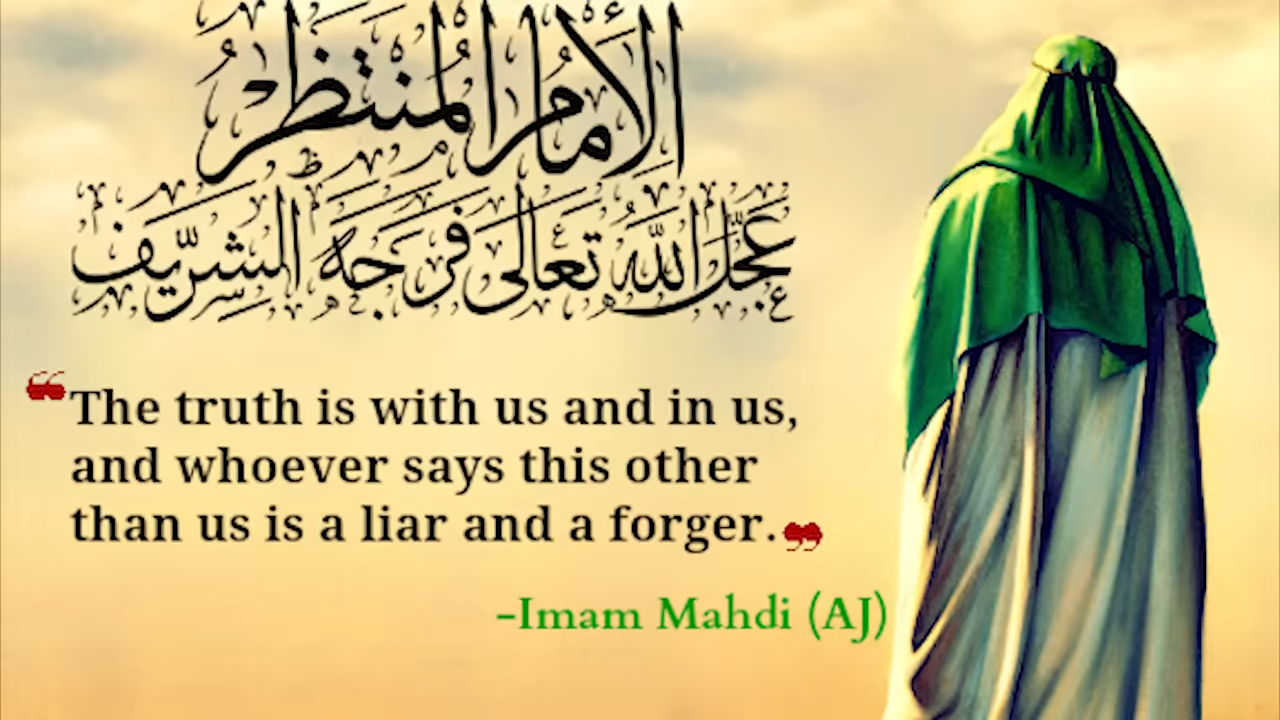 الإمام المنتظر
عجل الله تعالى فرجه الشريف
❝The truth is with us and in us,
and whoever says this other
than us is a liar and a forger.❞
-Imam Mahdi (AJ)